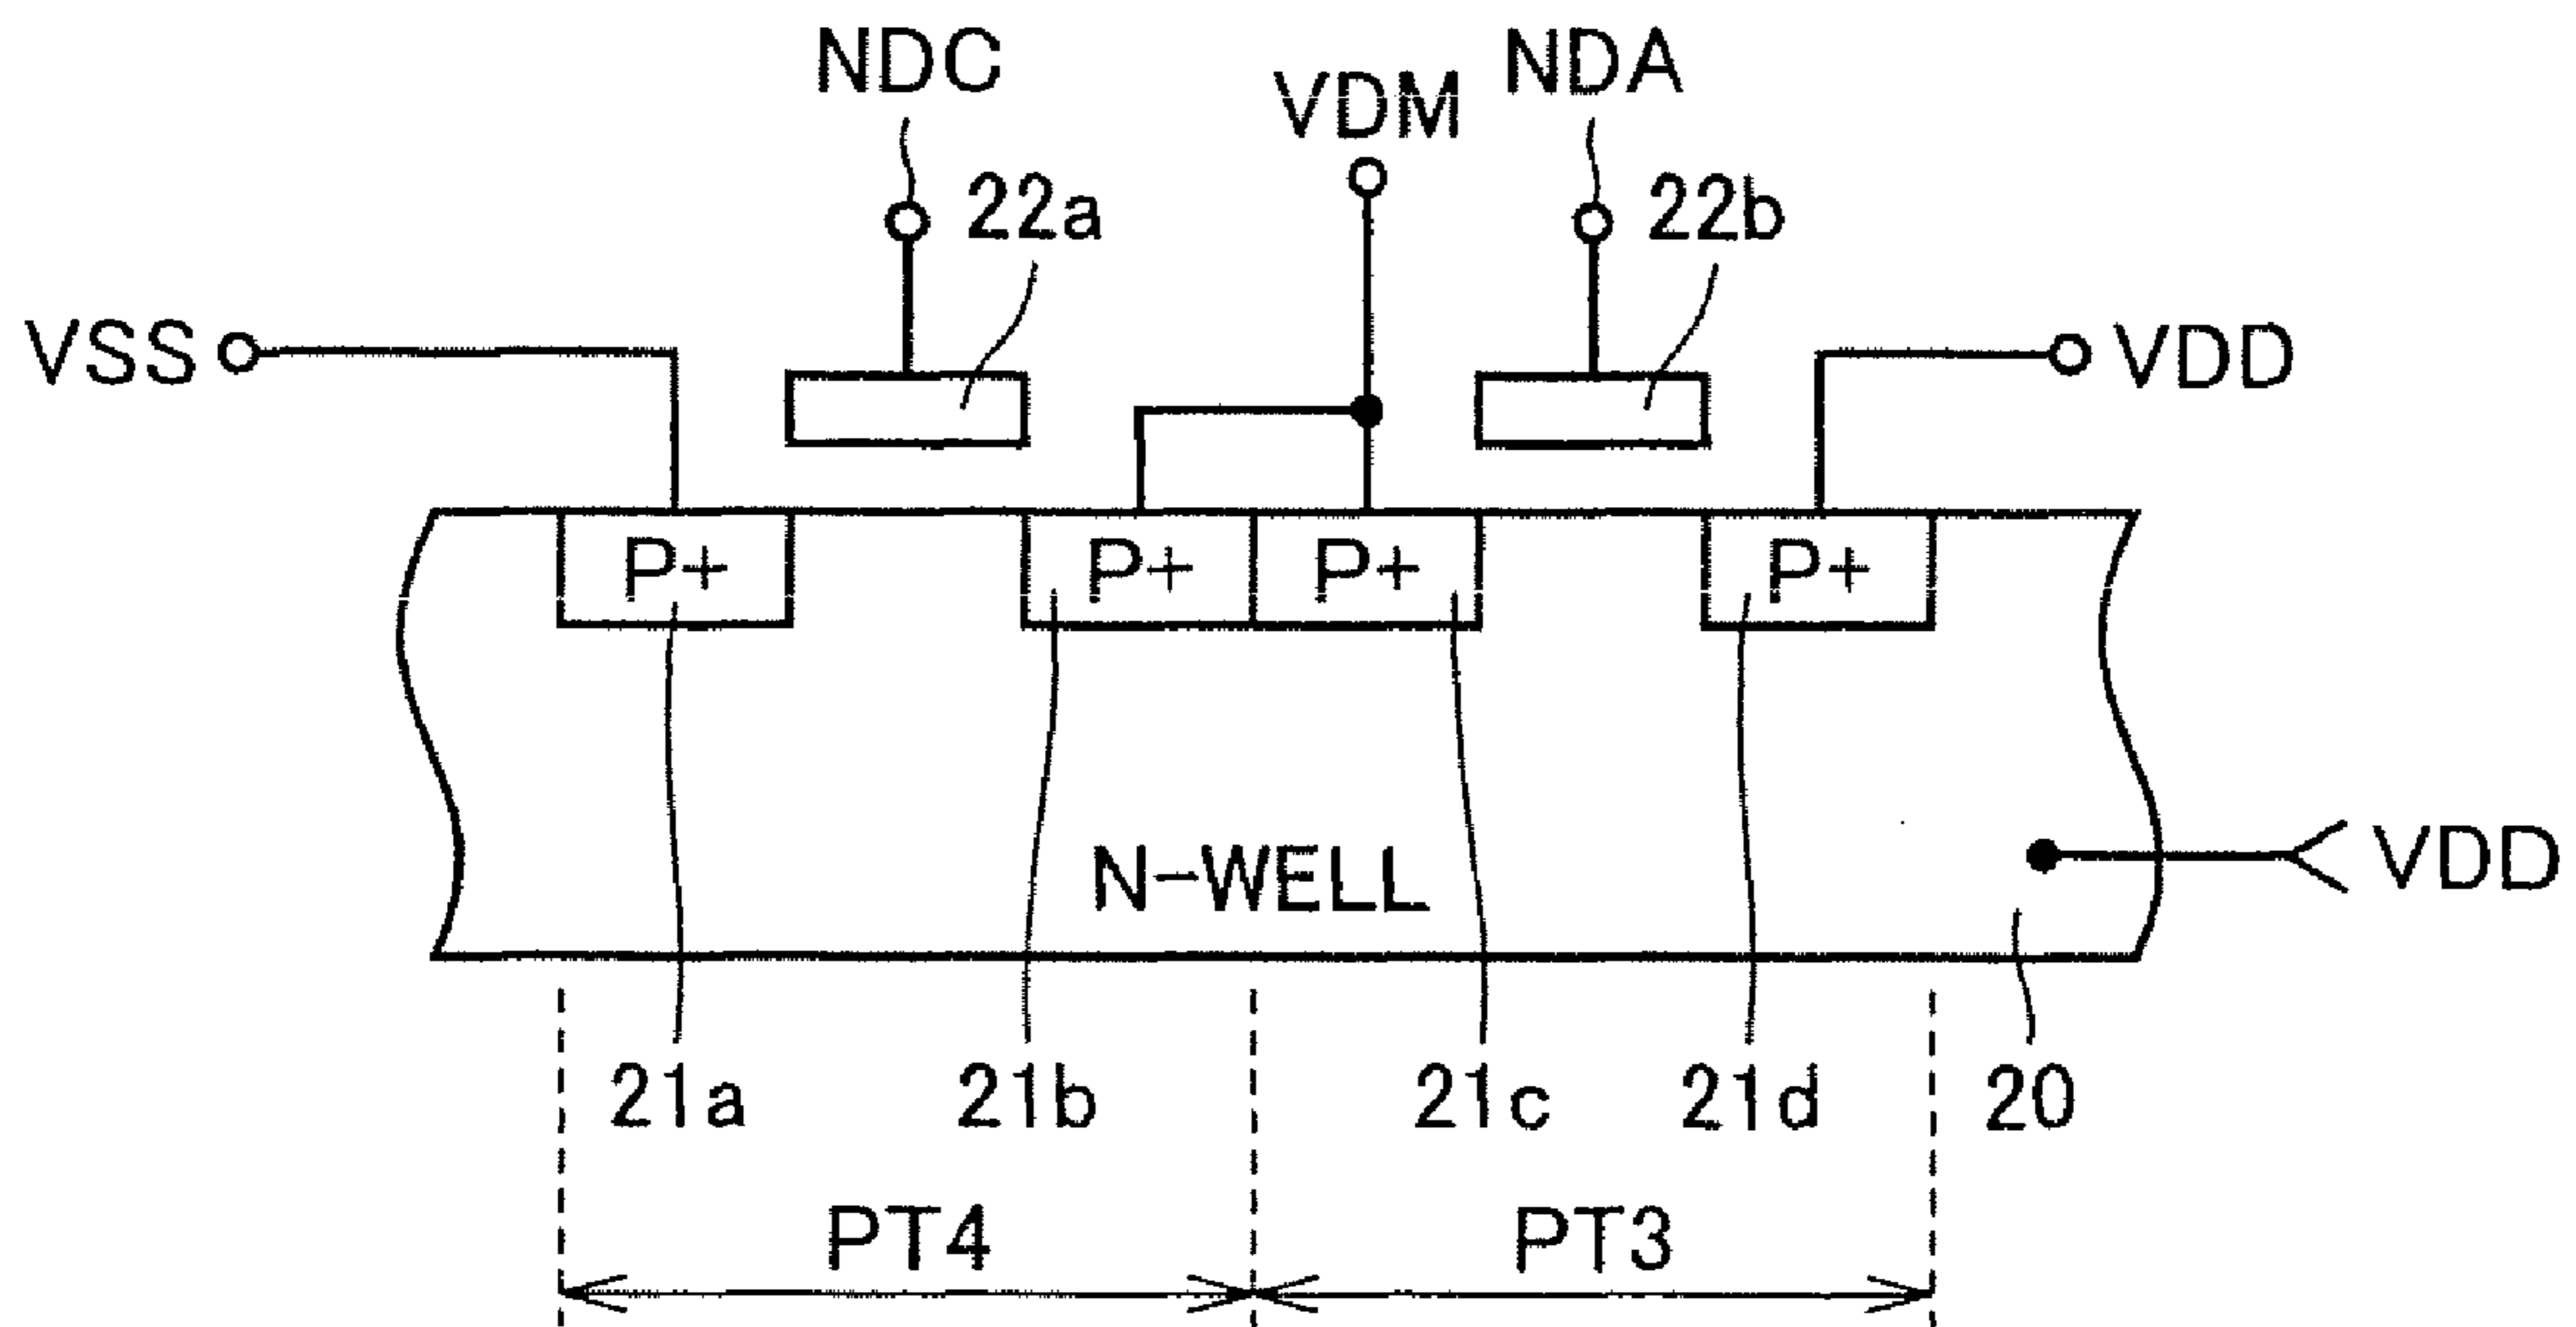 NDC
NDA
VDM
22a
22b
VSS
VDD
P+
P+
P+
P+
N-WELL
VDD
21a
21b
21c
21d
20
PT4
PT3